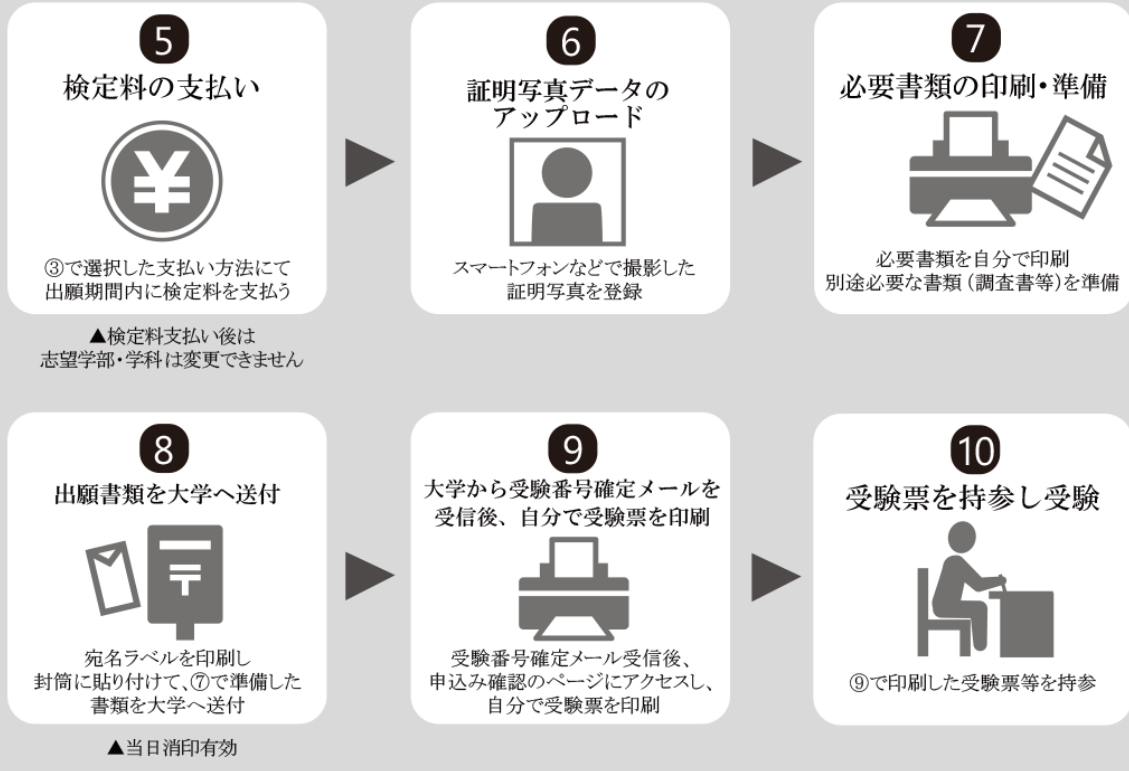 5
検定料の支払い
¥
③で選択した支払い方法にて
出願期間内に検定料を支払う
▲検定料支払い後は
志望学部・学科は変更できません
6
証明写真データの
アップロード
スマートフォンなどで撮影した
証明写真を登録
7
必要書類の印刷・準備
必要書類を自分で印刷
別途必要な書類(調査書等)を準備
8
出願書類を大学へ送付
〒
宛名ラベルを印刷し
封筒に貼り付けて、⑦で準備した
書類を大学へ送付
▲当日消印有効
9
大学から受験番号確定メールを
受信後、自分で受験票を印刷
受験番号確定メール受信後、
申込み確認のページにアクセスし、
自分で受験票を印刷
10
受験票を持参し受験
⑨で印刷した受験票等を持参